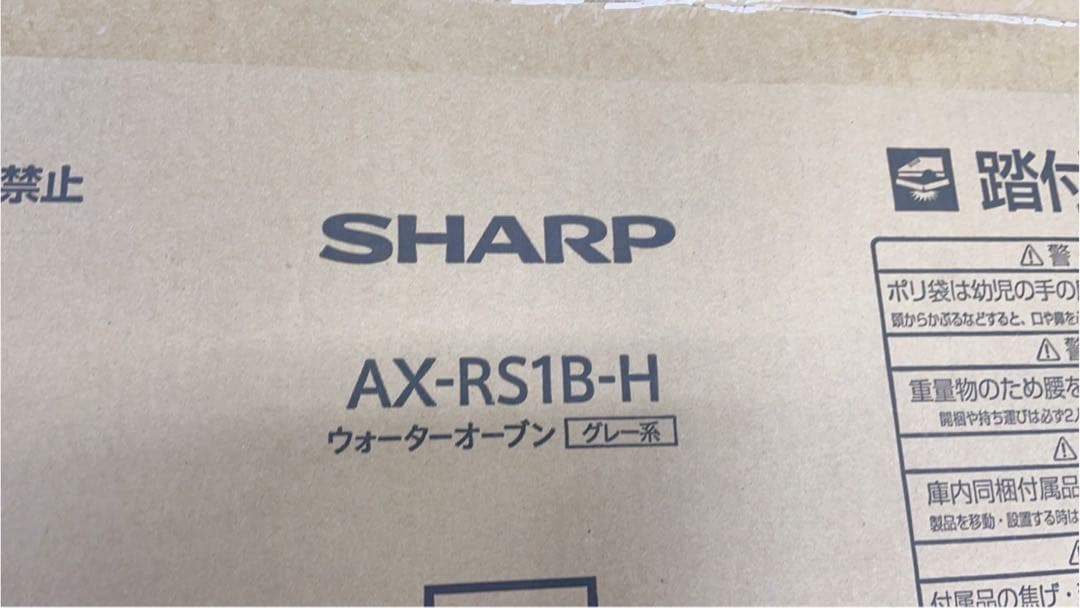 禁止
SHARP
AX-RS1B-H
ウォーターオーブン グレー系
踏付
警
ポリ袋は幼児の手の
頭からかぶるなどすると、口や鼻を
警
重量物のため腰を
開梱や持ち運びは必ず2人
庫内同梱付属品
製品を移動・設置する時は
付属品の焦げ・